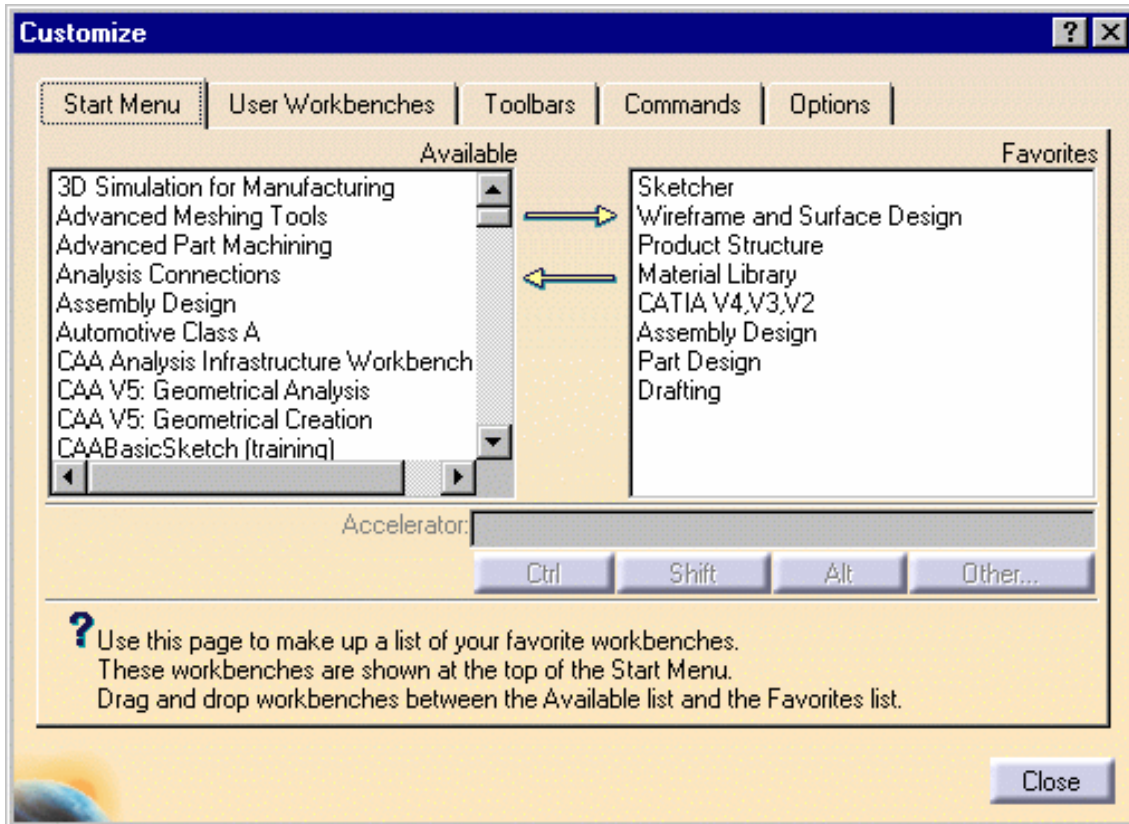 Customize
Start Menu
User Workbenches
Toolbars
Commands
Options
Available
3D Simulation for Manufacturing
Advanced Meshing Tools
Advanced Part Machining
Analysis Connections
Assembly Design
Automotive Class A
CAA Analysis Infrastructure Workbench
CAA V5: Geometrical Analysis
CAA V5: Geometrical Creation
CAABasicSketch (training)
Favorites
Sketcher
Wireframe and Surface Design
Product Structure
Material Library
CATIA V4,V3,V2
Assembly Design
Part Design
Drafting
Accelerator:
Ctrl
Shift
Alt
Other...
Use this page to make up a list of your favorite workbenches.
These workbenches are shown at the top of the Start Menu.
Drag and drop workbenches between the Available list and the Favorites list.
Close